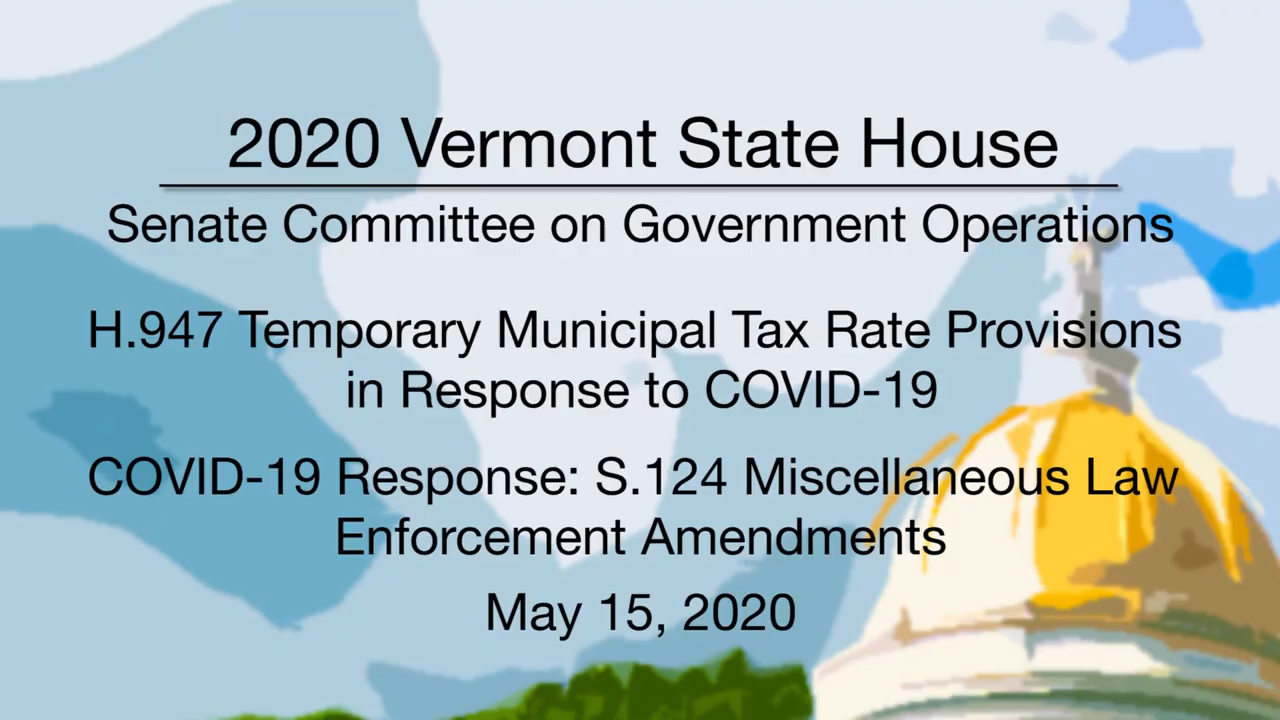 2020 Vermont State House
Senate Committee on Government Operations
H.947 Temporary Municipal Tax Rate Provisions
in Response to COVID-19
COVID-19 Response: S.124 Miscellaneous Law
Enforcement Amendments
May 15, 2020